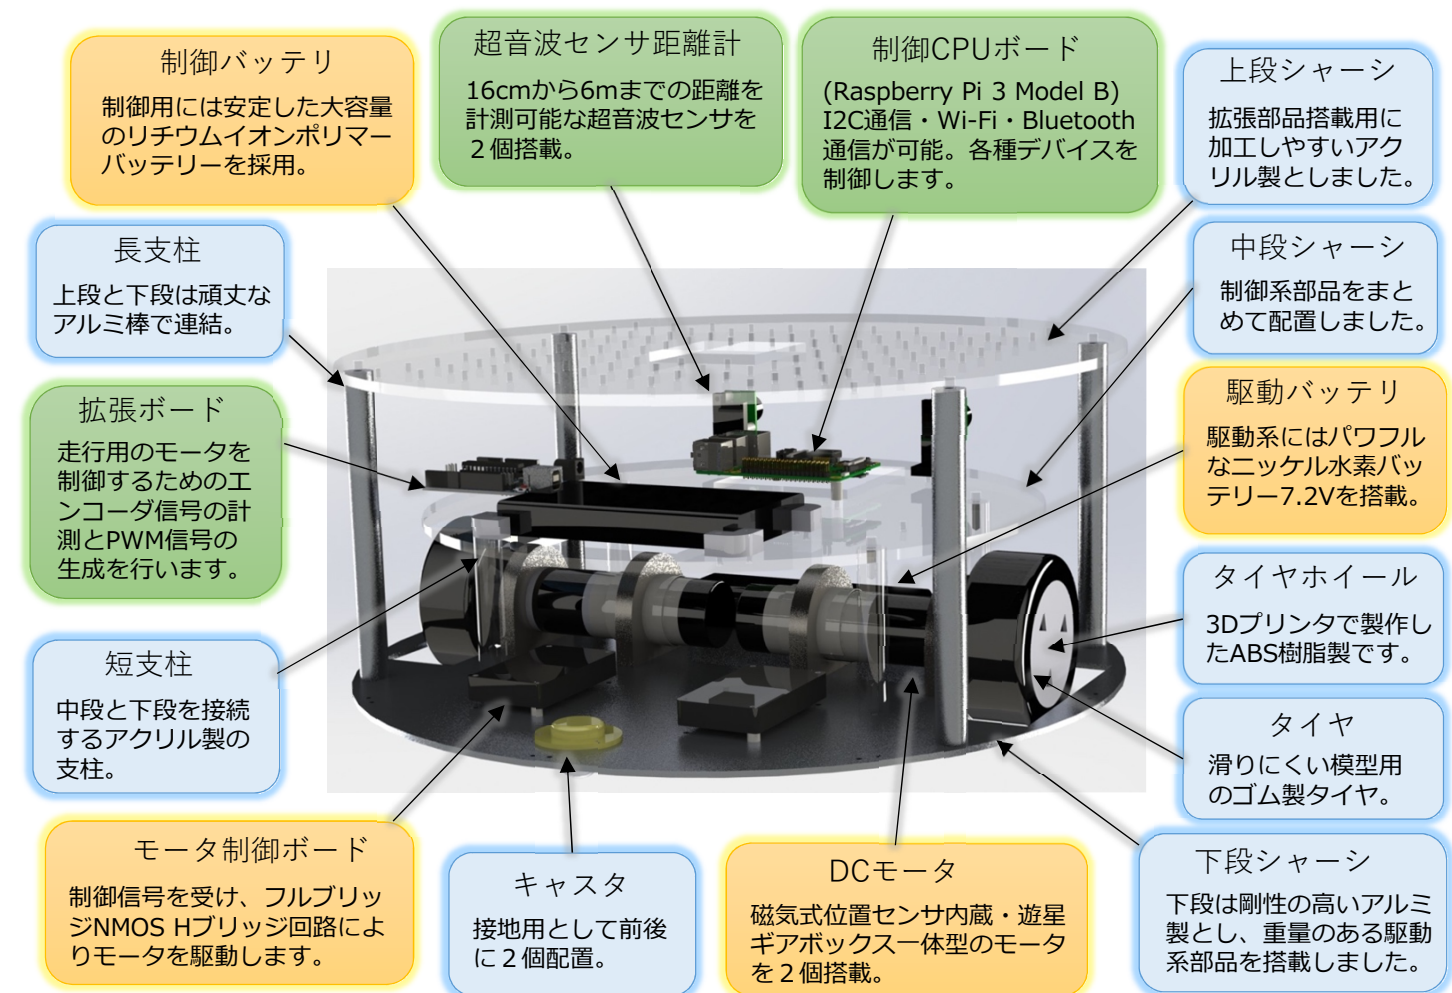 制御バッテリ
制御用には安定した大容量
のリチウムイオンポリマー
バッテリーを採用。
超音波センサ距離計
16cmから6mまでの距離を
計測可能な超音波センサを
２個搭載。
制御CPUボード
(Raspberry Pi 3 Model B)
I2C通信・Wi-Fi・Bluetooth
通信が可能。各種デバイスを
制御します。
上段シャーシ
拡張部品搭載用に
加工しやすいアク
リル製としました。
長支柱
上段と下段は頑丈な
アルミ棒で連結。
中段シャーシ
制御系部品をまと
めて配置しました。
拡張ボード
走行用のモータを
制御するためのエ
ンコーダ信号の計
測とPWM信号の
生成を行います。
駆動バッテリ
駆動系にはパワフル
なニッケル水素バッ
テリー7.2Vを搭載。
タイヤホイール
3Dプリンタで製作し
たABS樹脂製です。
短支柱
中段と下段を接続
するアクリル製の
支柱。
タイヤ
滑りにくい模型用
のゴム製タイヤ。
モータ制御ボード
制御信号を受け、フルブリッ
ジNMOS Hブリッジ回路によ
りモータを駆動します。
キャスタ
接地用として前後
に２個配置。
DCモータ
磁気式位置センサ内蔵・遊星
ギアボックス一体型のモータ
を２個搭載。
下段シャーシ
下段は剛性の高いアルミ
製とし、重量のある駆動
系部品を搭載しました。